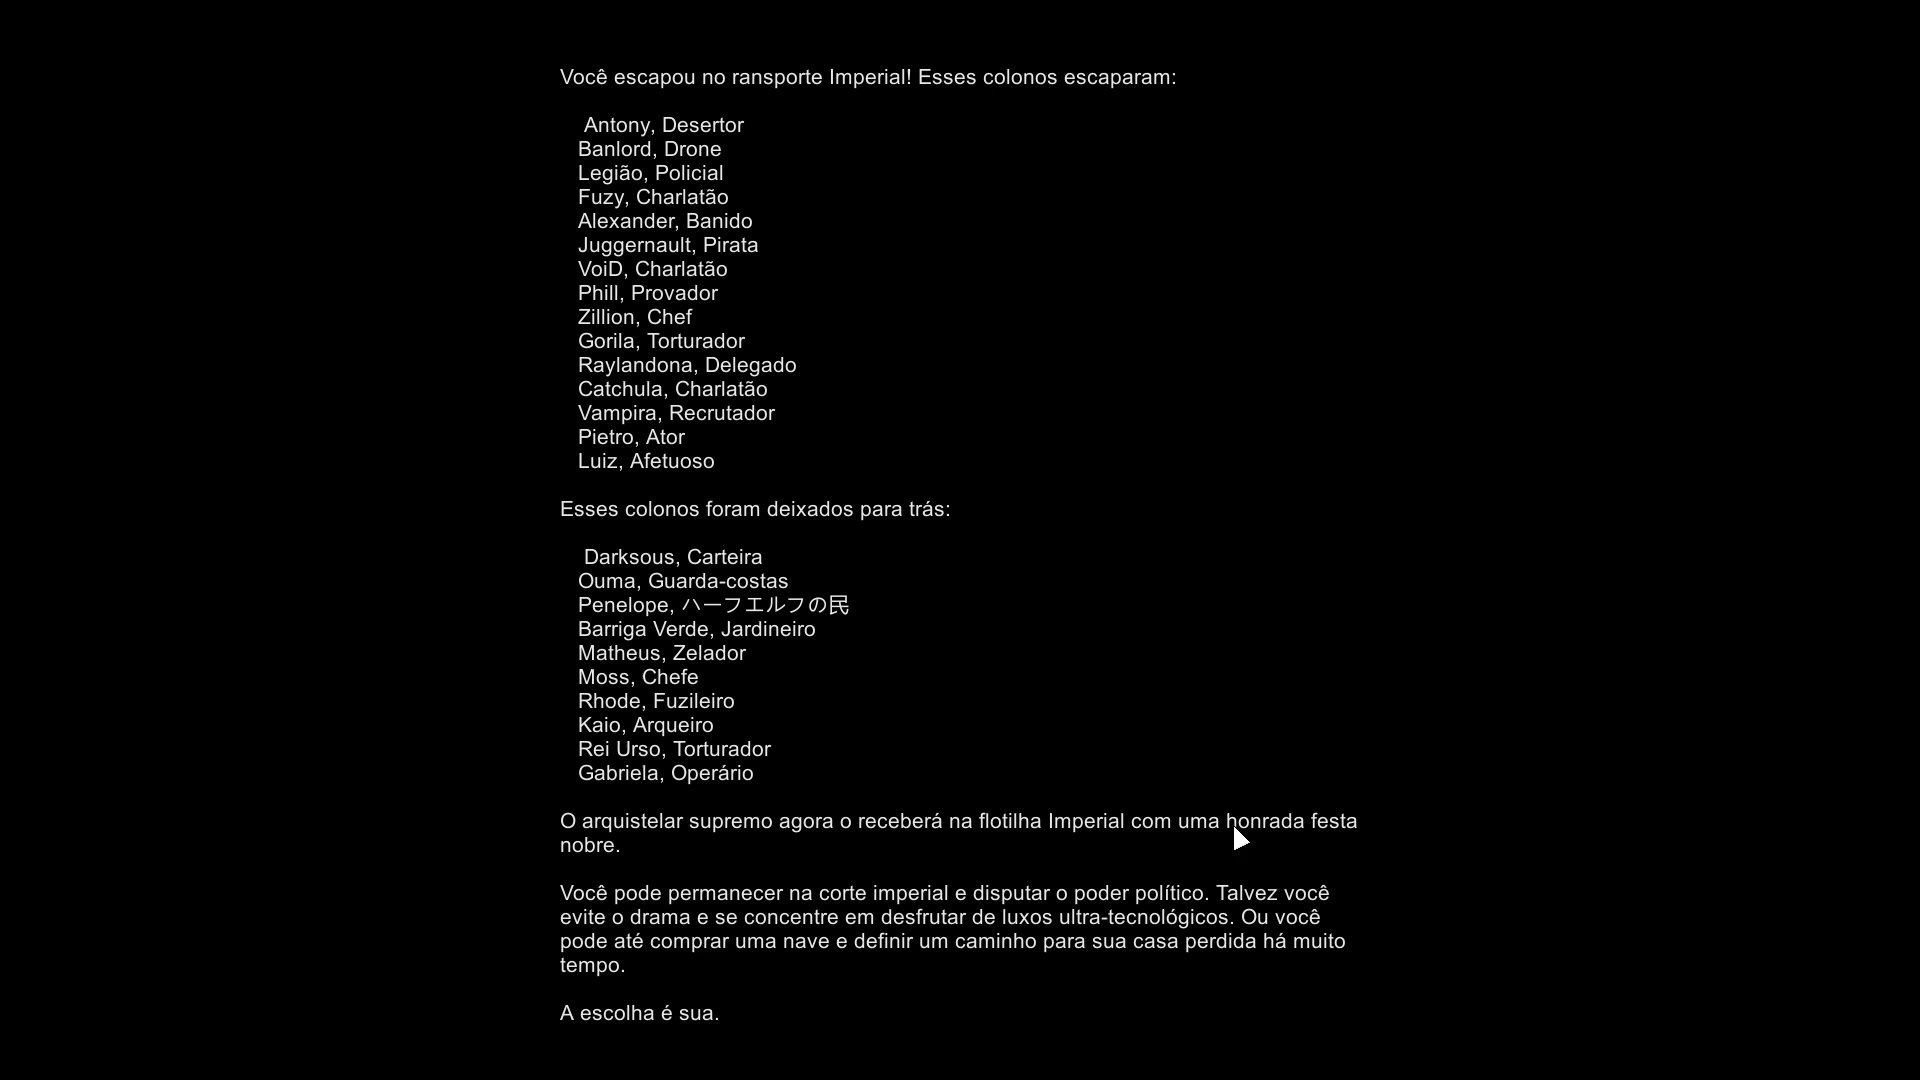 Você escapou no ransporte Imperial! Esses colonos escaparam:
Antony, Desertor
Banlord, Drone
Legião, Policial
Fuzy, Charlatão
Alexander, Banido
Juggernault, Pirata
VoiD, Charlatão
Phill, Provador
Zillion, Chef
Gorila, Torturador
Raylandona, Delegado
Catchula, Charlatão
Vampira, Recrutador
Pietro, Ator
Luiz, Afetuoso
Esses colonos foram deixados para trás:
Darksous, Carteira
Ouma, Guarda-costas
Penelope, ハーフエルフの民
Barriga Verde, Jardineiro
Matheus, Zelador
Moss, Chefe
Rhode, Fuzileiro
Kaio, Arqueiro
Rei Urso, Torturador
Gabriela, Operário
O arquistelar supremo agora o receberá na flotilha Imperial com uma honrada festa
nobre.
Você pode permanecer na corte imperial e disputar o poder político. Talvez você
evite o drama e se concentre em desfrutar de luxos ultra-tecnológicos. Ou você
pode até comprar uma nave e definir um caminho para sua casa perdida há muito
tempo.
A escolha é sua.